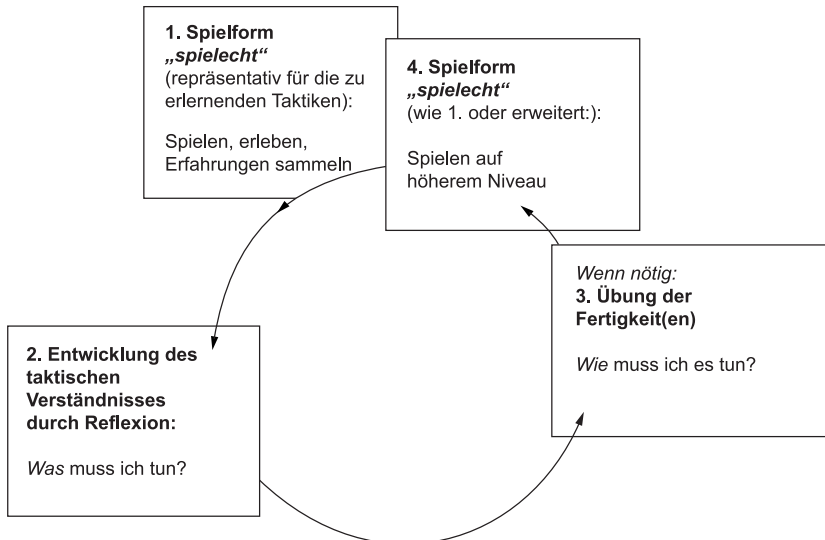 1. Spielform
„spielecht“
(repräsentativ für die zu
erlernenden Taktiken):
Spielen, erleben,
Erfahrungen sammeln
4. Spielform
„spielecht“
(wie 1. oder erweitert:):
Spielen auf
höherem Niveau
Wenn nötig:
3. Übung der
Fertigkeit(en)
Wie muss ich es tun?
2. Entwicklung des
taktischen
Verständnisses
durch Reflexion:
Was muss ich tun?